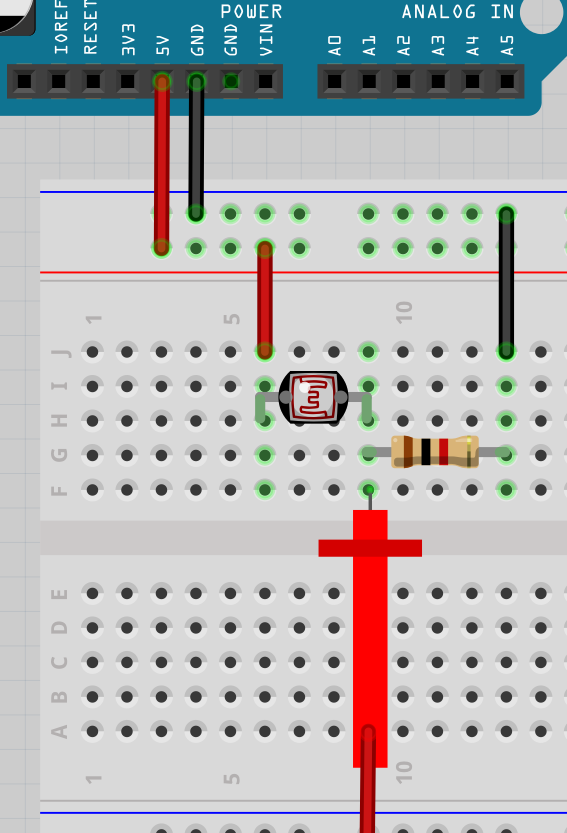 POWER
ANALOG IN
IOREF
RESET
3V3
5V
GND
GND
VIN
A0
A1
A2
A3
A4
A5
1
5
10
J
I
H
G
F
E
D
C
B
A
1
5
10